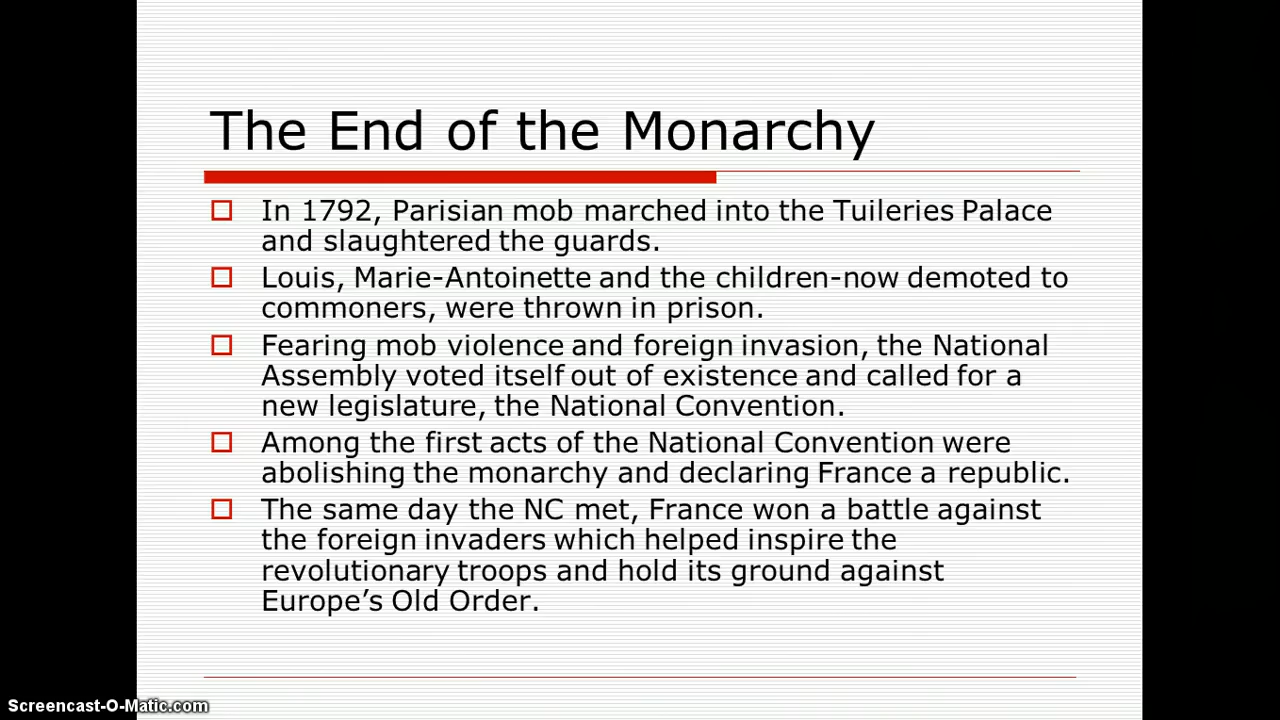 The End of the Monarchy
In 1792, Parisian mob marched into the Tuileries Palace
and slaughtered the guards.
Louis, Marie-Antoinette and the children-now demoted to
commoners, were thrown in prison.
Fearing mob violence and foreign invasion, the National
Assembly voted itself out of existence and called for a
new legislature, the National Convention.
Among the first acts of the National Convention were
abolishing the monarchy and declaring France a republic.
The same day the NC met, France won a battle against
the foreign invaders which helped inspire the
revolutionary troops and hold its ground against
Europe’s Old Order.
Screencast-O-Matic.com